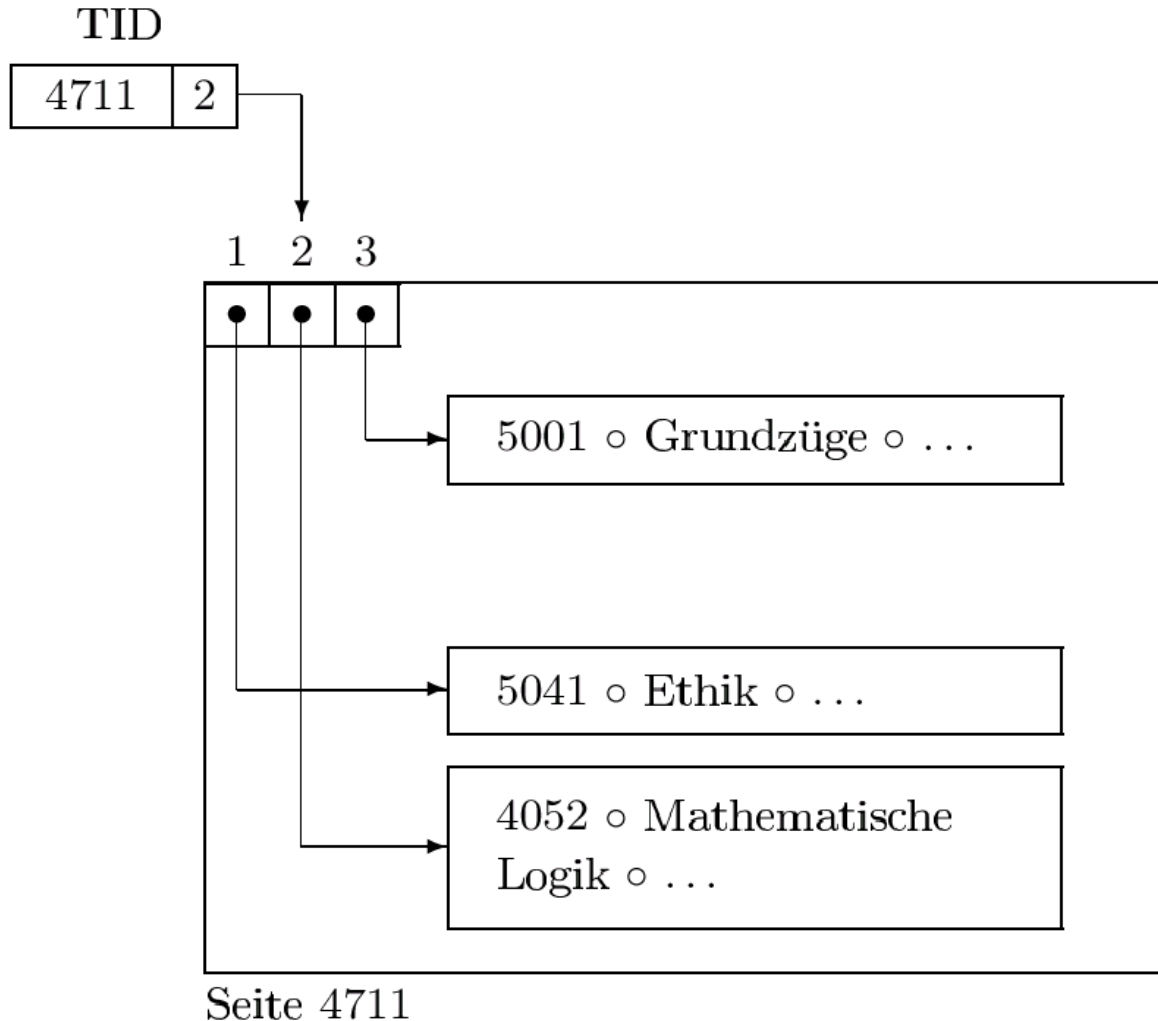 TID
4711 2
1 2 3
5001 ∘ Grundzüge ∘ . . .
5041 ∘ Ethik ∘ . . .
4052 ∘ Mathematische
Logik ∘ . . .
Seite 4711